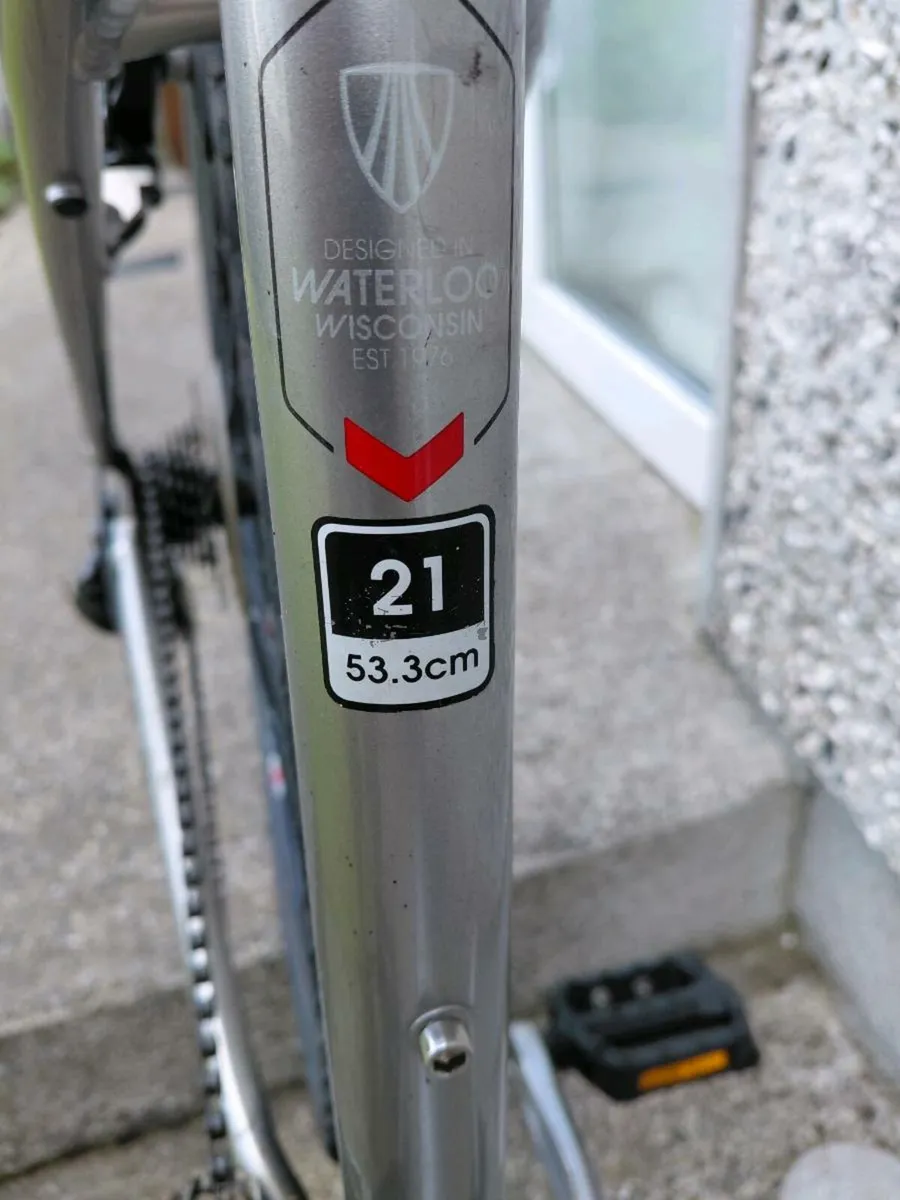 DESIGNED IN
WATERLOO
WISCONSIN
EST 1976
21
53.3cm